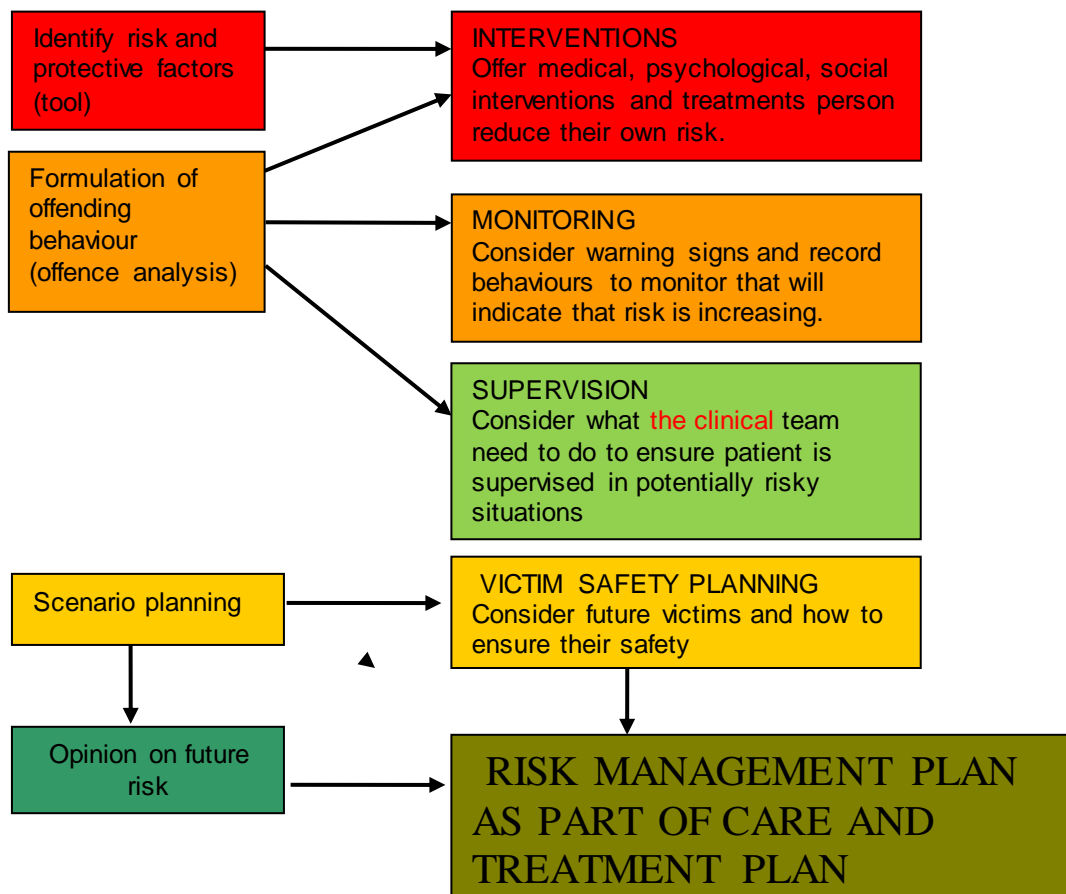 Identify risk and
protective factors
(tool)
INTERVENTIONS
Offer medical, psychological, social
interventions and treatments person
reduce their own risk.
Formulation of
offending
behaviour
(offence analysis)
MONITORING
Consider warning signs and record
behaviours to monitor that will
indicate that risk is increasing.
SUPERVISION
Consider what the clinical team
need to do to ensure patient is
supervised in potentially risky
situations
Scenario planning
VICTIM SAFETY PLANNING
Consider future victims and how to
ensure their safety
Opinion on future
risk
RISK MANAGEMENT PLAN
AS PART OF CARE AND
TREATMENT PLAN